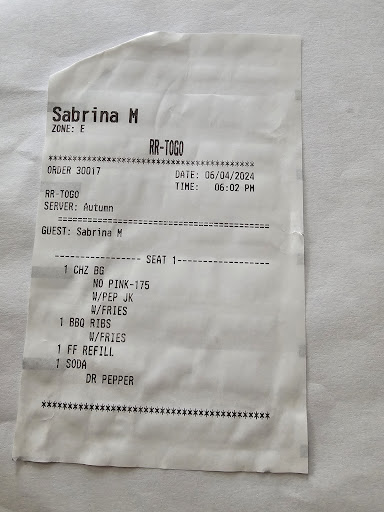 Sabrina M
ZONE: E
RR-TOGO
****************************************
ORDER 30017 DATE: 06/04/2024
TIME: 06:02 PM
RR-TOGO
SERVER: Autumn
========================================
GUEST: Sabrina M
----------------- SEAT 1------------------
1 CHZ BG
NO PINK-175
W/PEP JK
W/FRIES
1 BBQ RIBS
W/FRIES
1 FF REFILL
1 SODA
DR PEPPER
****************************************